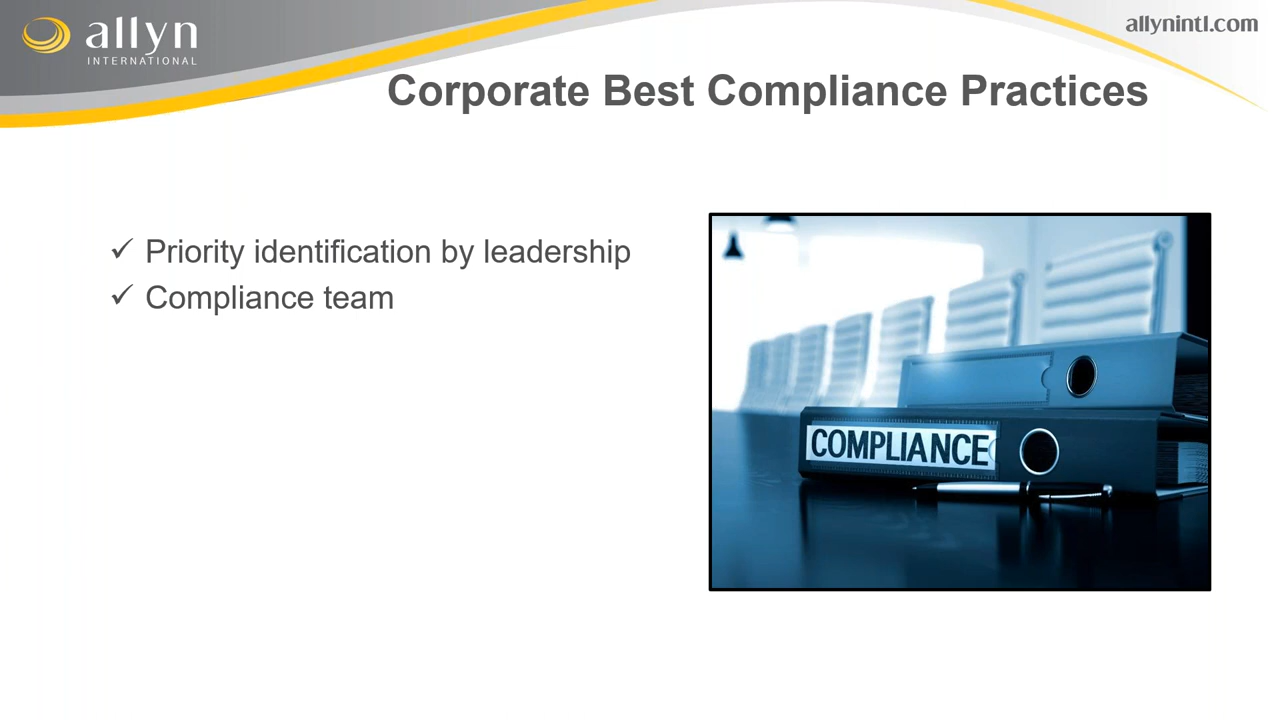 allyn
INTERNATIONAL
allynintl.com
Corporate Best Compliance Practices
✓ Priority identification by leadership
✓ Compliance team
COMPLIANCE